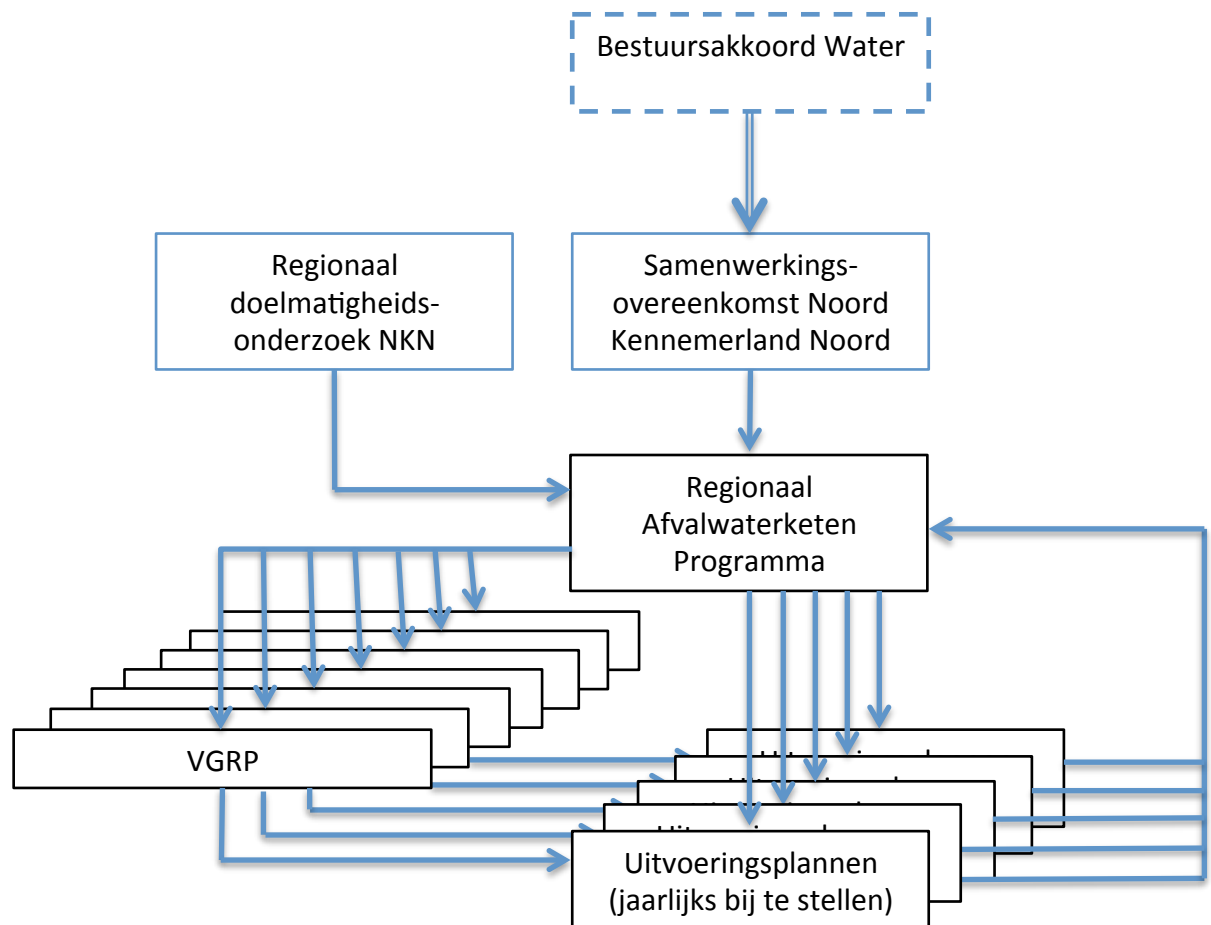 Bestuursakkoord Water
Regionaal
doelmatigheids-
onderzoek NKN
Samenwerkings-
overeenkomst Noord
Kennemerland Noord
Regionaal
Afvalwaterketen
Programma
VGRP
Uitvoeringsplannen
(jaarlijks bij te stellen)